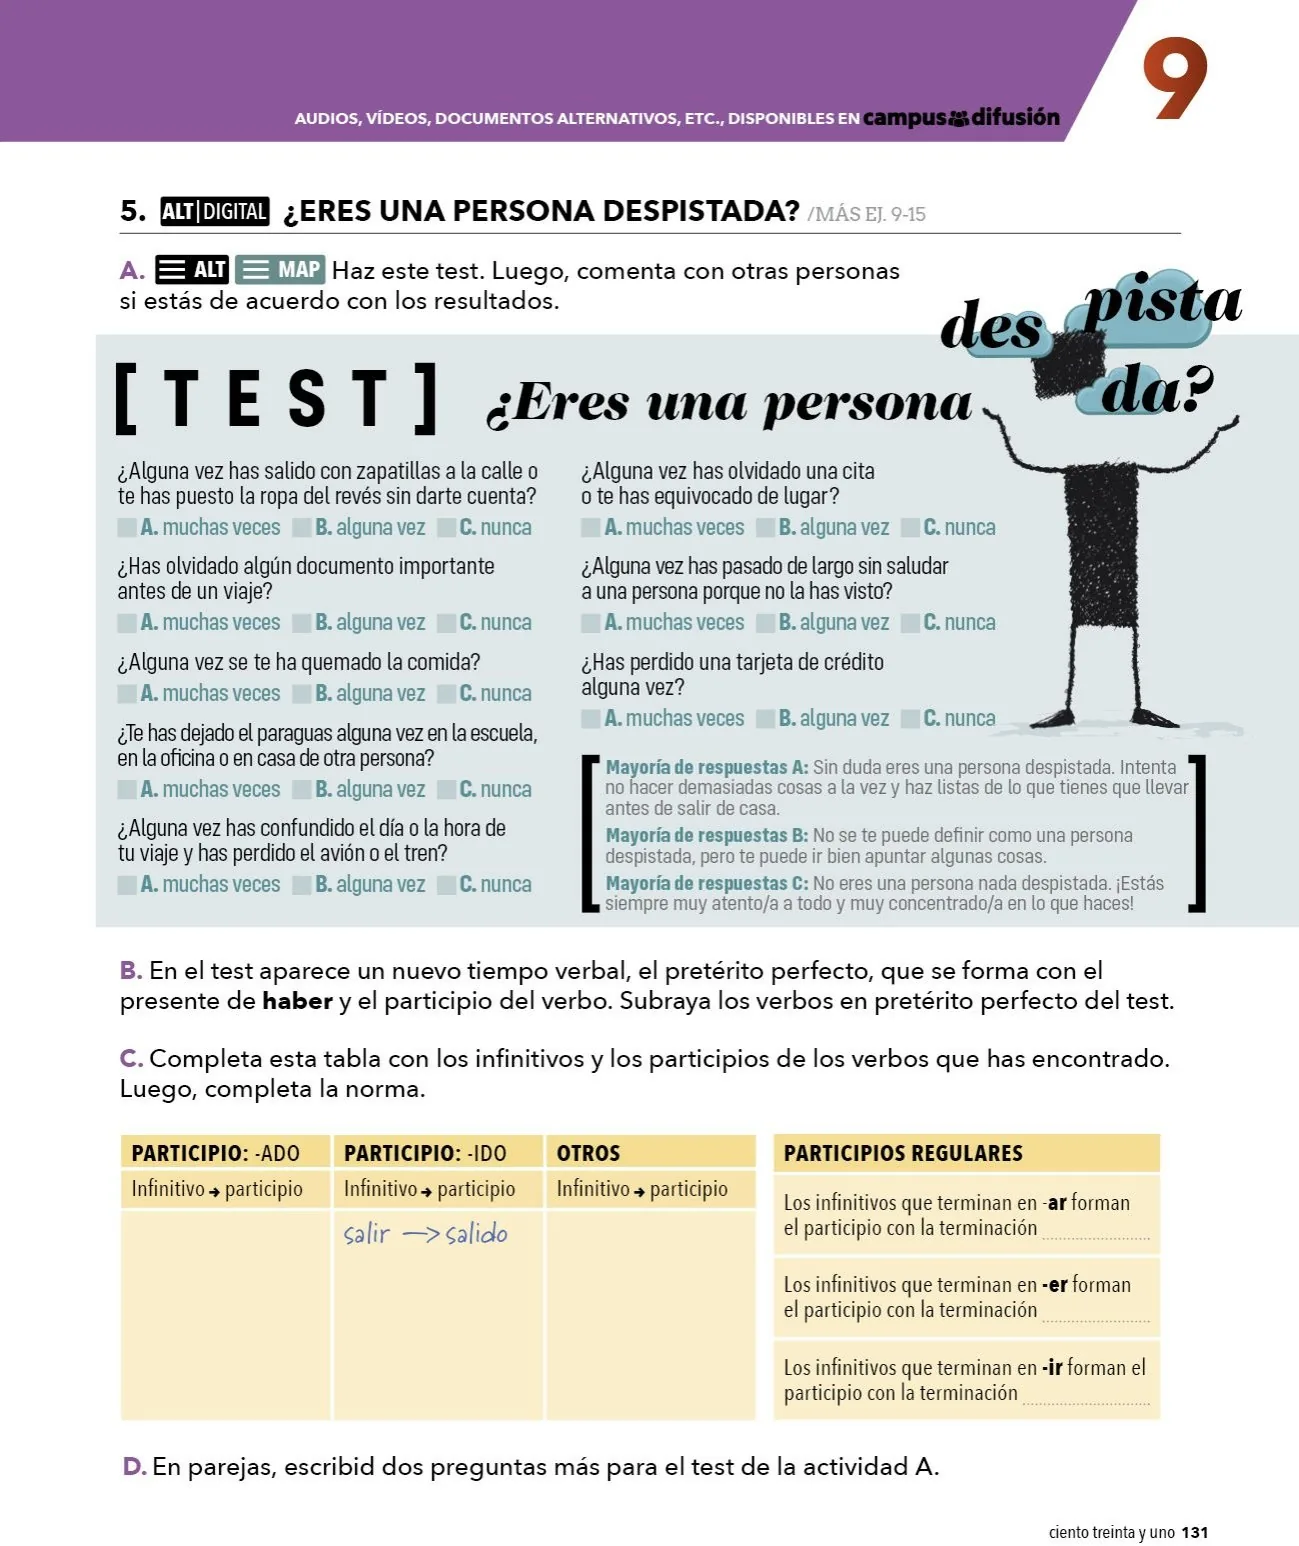 9
AUDIOS, VÍDEOS, DOCUMENTOS ALTERNATIVOS, ETC., DISPONIBLES EN campus difusión
5. ALT|DIGITAL ¿ERES UNA PERSONA DESPISTADA? /MÁS EJ. 9-15
A. ALT MAP Haz este test. Luego, comenta con otras personas
si estás de acuerdo con los resultados.
[TEST] ¿Eres una persona
des
pista
da?
¿Alguna vez has salido con zapatillas a la calle o
te has puesto la ropa del revés sin darte cuenta?
A. muchas veces B. alguna vez C. nunca
¿Has olvidado algún documento importante
antes de un viaje?
A. muchas veces B. alguna vez C. nunca
¿Alguna vez se te ha quemado la comida?
A. muchas veces B. alguna vez C. nunca
¿Te has dejado el paraguas alguna vez en la escuela,
en la oficina o en casa de otra persona?
A. muchas veces B. alguna vez C. nunca
¿Alguna vez has confundido el día o la hora de
tu viaje y has perdido el avión o el tren?
A. muchas veces B. alguna vez C. nunca
¿Alguna vez has olvidado una cita
o te has equivocado de lugar?
A. muchas veces B. alguna vez C. nunca
¿Alguna vez has pasado de largo sin saludar
a una persona porque no la has visto?
A. muchas veces B. alguna vez C. nunca
¿Has perdido una tarjeta de crédito
alguna vez?
A. muchas veces B. alguna vez C. nunca
Mayoría de respuestas A: Sin duda eres una persona despistada. Intenta
no hacer demasiadas cosas a la vez y haz listas de lo que tienes que llevar
antes de salir de casa.
Mayoría de respuestas B: No se te puede definir como una persona
despistada, pero te puede ir bien apuntar algunas cosas.
Mayoría de respuestas C: No eres una persona nada despistada. ¡Estás
siempre muy atento/a a todo y muy concentrado/a en lo que haces!
B. En el test aparece un nuevo tiempo verbal, el pretérito perfecto, que se forma con el
presente de haber y el participio del verbo. Subraya los verbos en pretérito perfecto del test.
C. Completa esta tabla con los infinitivos y los participios de los verbos que has encontrado.
Luego, completa la norma.
PARTICIPIO: -ADO PARTICIPIO: -IDO OTROS
Infinitivo → participio Infinitivo → participio Infinitivo → participio
salir → salido
PARTICIPIOS REGULARES
Los infinitivos que terminan en -ar forman
el participio con la terminación
Los infinitivos que terminan en -er forman
el participio con la terminación
Los infinitivos que terminan en -ir forman el
participio con la terminación
D. En parejas, escribid dos preguntas más para el test de la actividad A.
ciento treinta y uno 131